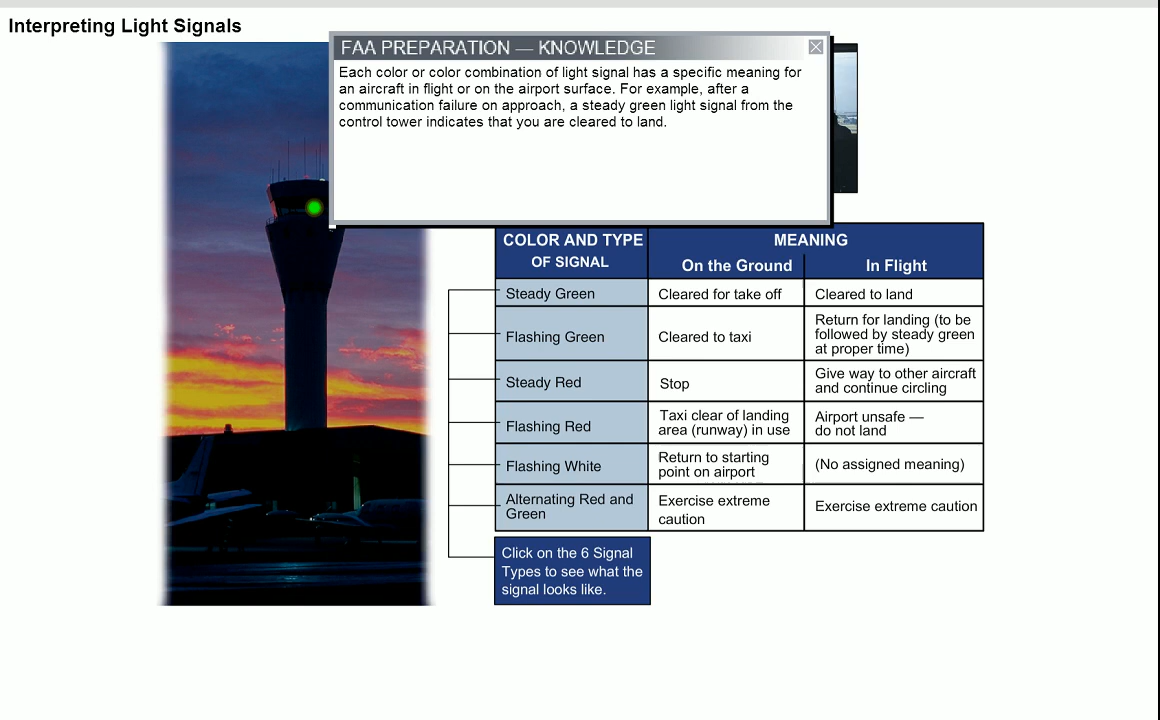 Interpreting Light Signals
FAA PREPARATION — KNOWLEDGE
Each color or color combination of light signal has a specific meaning for
an aircraft in flight or on the airport surface. For example, after a
communication failure on approach, a steady green light signal from the
control tower indicates that you are cleared to land.
COLOR AND TYPE
OF SIGNAL
MEANING
On the Ground
In Flight
Steady Green
Cleared for take off
Cleared to land
Flashing Green
Cleared to taxi
Return for landing (to be
followed by steady green
at proper time)
Steady Red
Stop
Give way to other aircraft
and continue circling
Flashing Red
Taxi clear of landing
area (runway) in use
Airport unsafe —
do not land
Flashing White
Return to starting
point on airport
(No assigned meaning)
Alternating Red and
Green
Exercise extreme
caution
Exercise extreme caution
Click on the 6 Signal
Types to see what the
signal looks like.